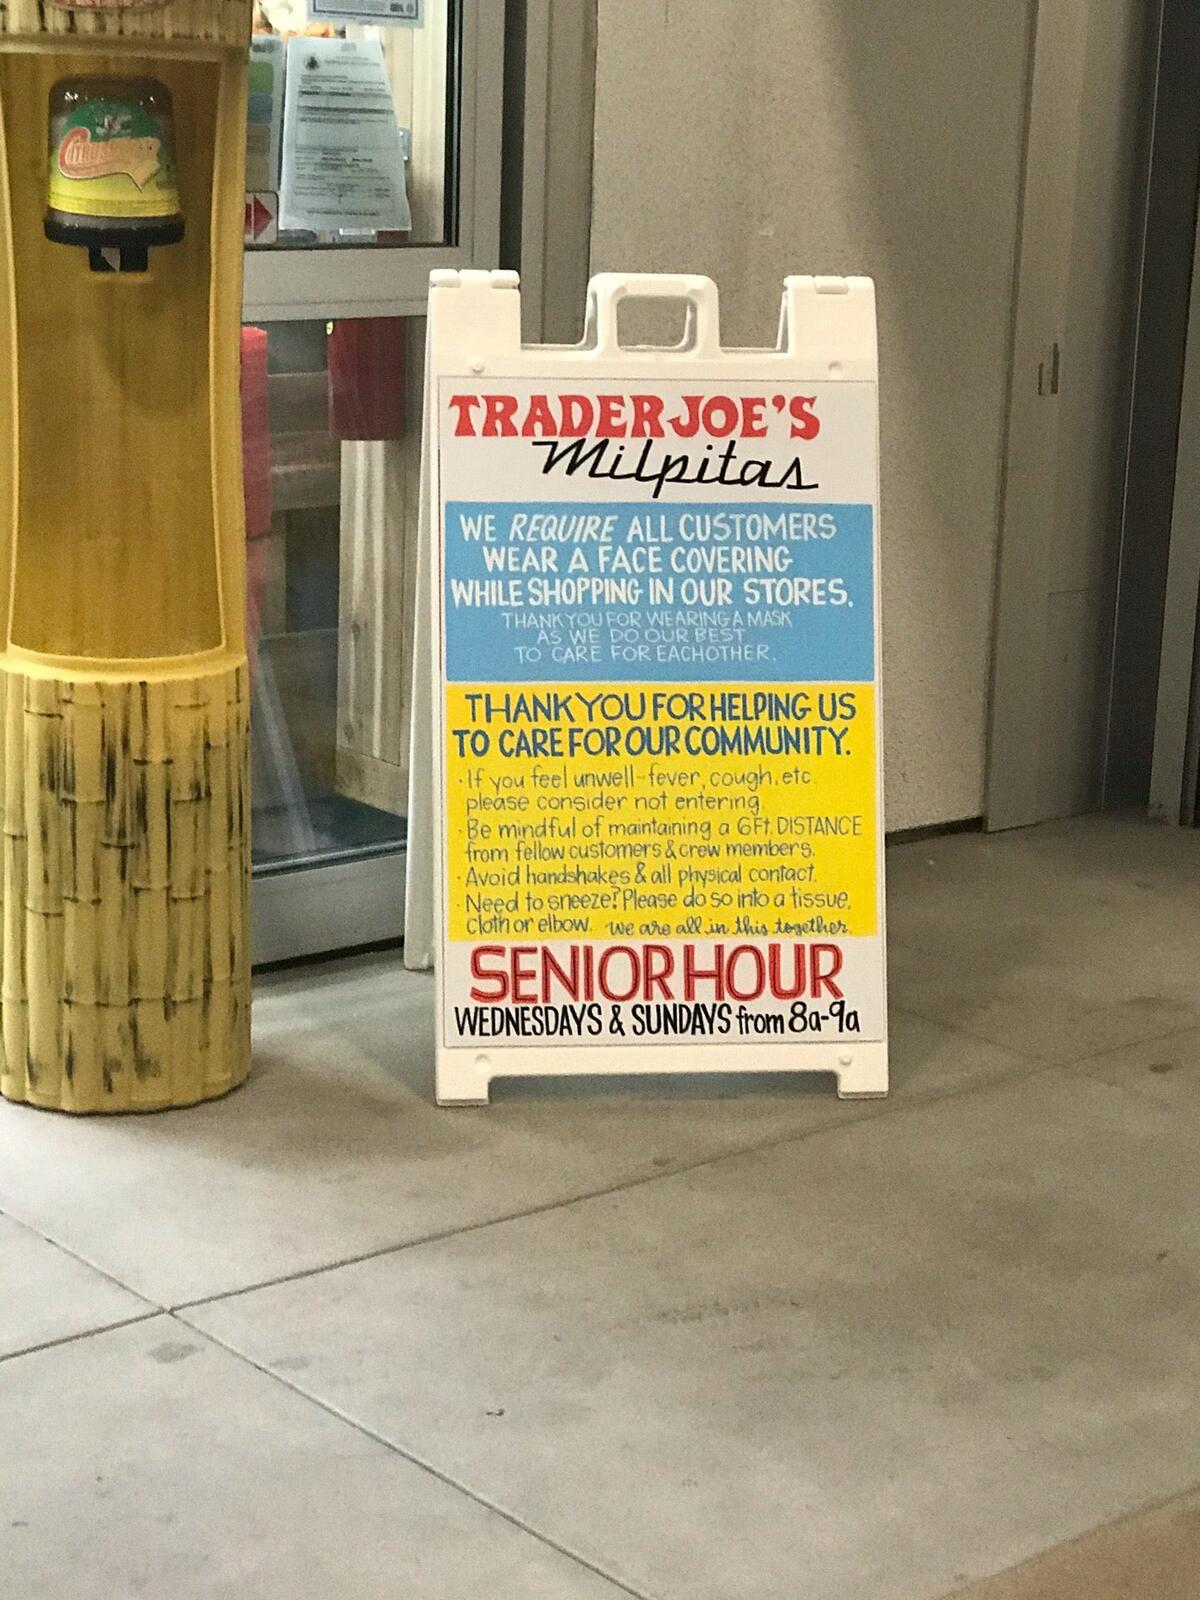 TRADER JOE'S
Milpitas
WE REQUIRE ALL CUSTOMERS
WEAR A FACE COVERING
WHILE SHOPPING IN OUR STORES.
THANK YOU FOR WEARING A MASK
AS WE DO OUR BEST
TO CARE FOR EACHOTHER.
THANK YOU FOR HELPING US
TO CARE FOR OUR COMMUNITY.
· If you feel unwell-fever, cough, etc.
please consider not entering.
· Be mindful of maintaining a 6Ft. DISTANCE
from fellow customers & crew members.
· Avoid handshakes & all physical contact.
· Need to sneeze? Please do so into a tissue,
cloth or elbow. we are all in this together.
SENIOR HOUR
WEDNESDAYS & SUNDAYS from 8a-9a